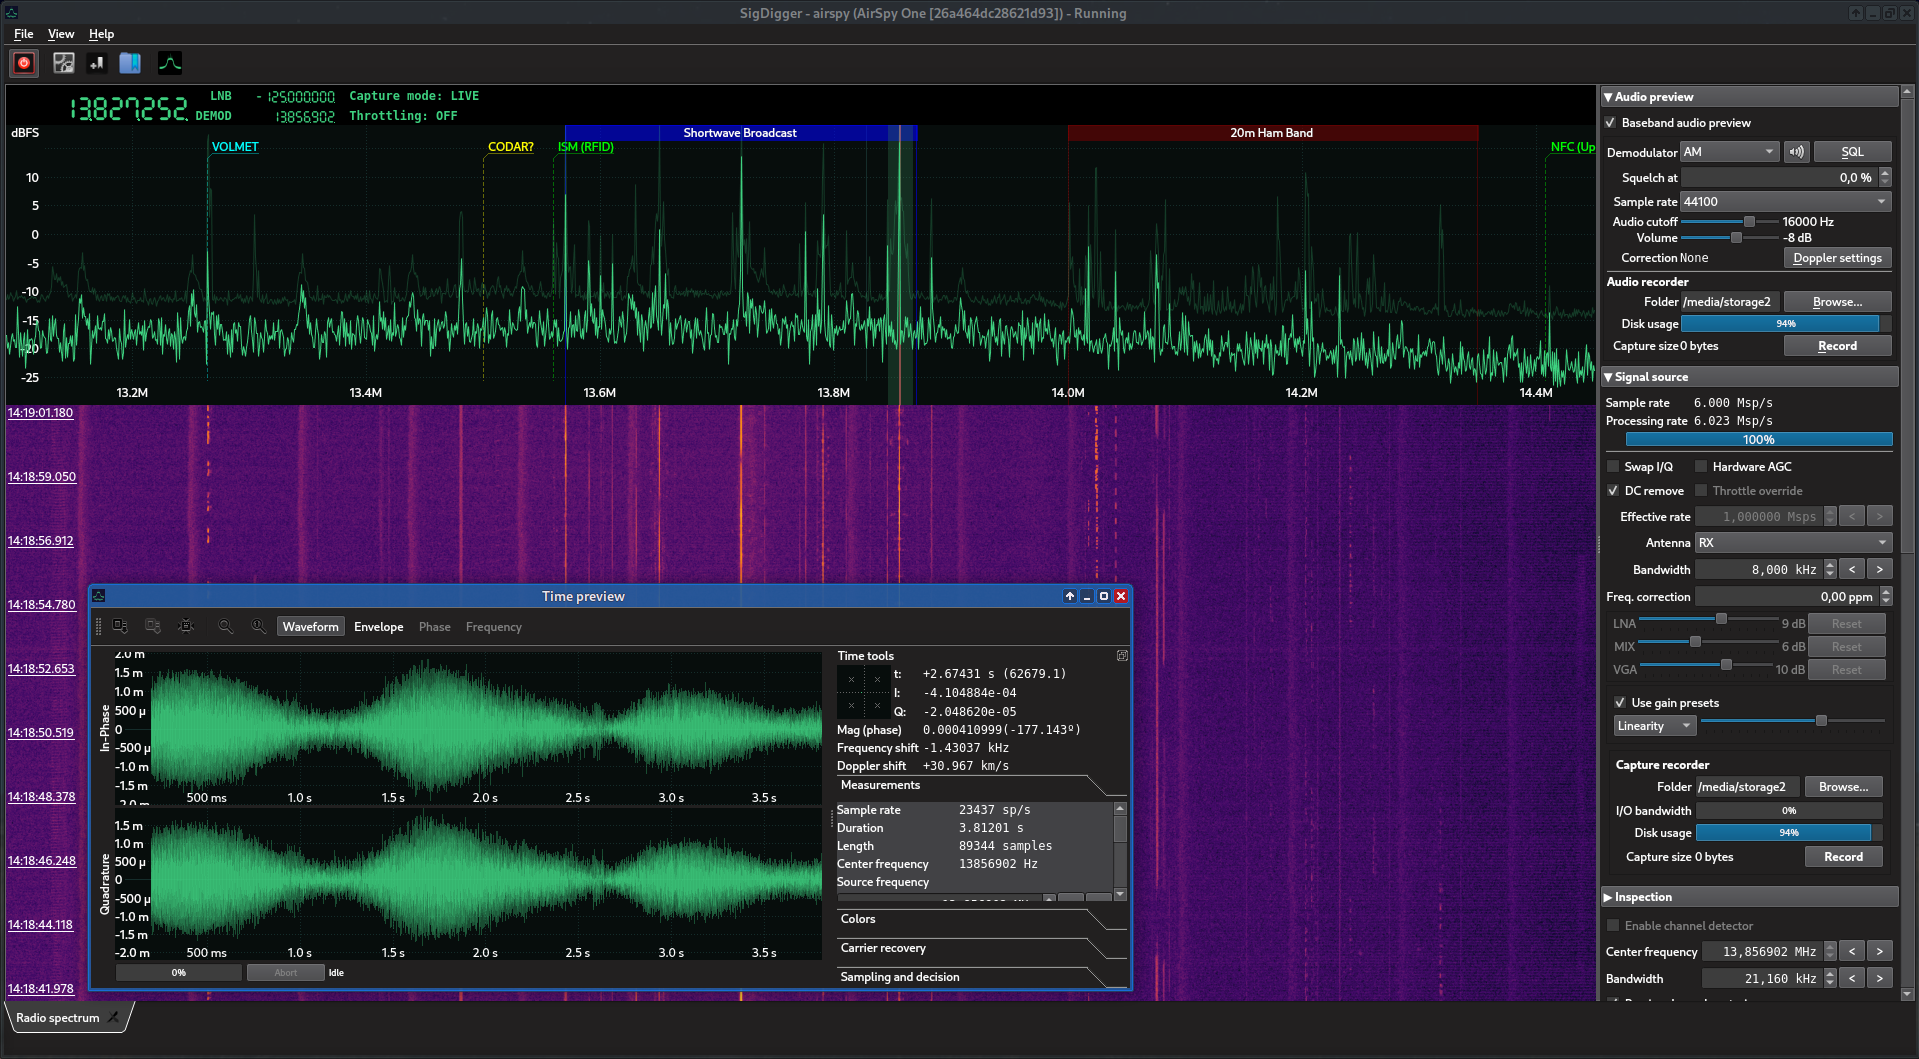 SigDigger - airspy (AirSpy One [26a464dc28621d93]) - Running
File View Help
13.827.252. LNB - 125.000.000. Capture mode: LIVE
DEMOD 13.856.902. Throttling: OFF
dBFS
Shortwave Broadcast
20m Ham Band
VOLMET
CODAR?
ISM (RFID)
NFC (Up
10
5
0
-5
-10
-15
-20
-25
13.2M 13.4M 13.6M 13.8M 14.0M 14.2M 14.4M
14:19:01.180
14:18:59.050
14:18:56.912
14:18:54.780
14:18:52.653
14:18:50.519
14:18:48.378
14:18:46.248
14:18:44.118
14:18:41.978
Time preview
Waveform Envelope Phase Frequency
In-Phase
2.0 m
1.5 m
1.0 m
500 µ
0
-500 µ
-1.0 m
-1.5 m
-2.0 m
500 ms 1.0 s 1.5 s 2.0 s 2.5 s 3.0 s 3.5 s
Quadrature
1.5 m
1.0 m
500 µ
0
-500 µ
-1.0 m
-1.5 m
-2.0 m
500 ms 1.0 s 1.5 s 2.0 s 2.5 s 3.0 s 3.5 s
0% Abort Idle
Time tools
t: +2.67431 s (62679.1)
I: -4.104884e-04
Q: -2.048620e-05
Mag (phase) 0.000410999(-177.143º)
Frequency shift -1.43037 kHz
Doppler shift +30.967 km/s
Measurements
Sample rate 23437 sp/s
Duration 3.81201 s
Length 89344 samples
Center frequency 13856902 Hz
Source frequency
Colors
Carrier recovery
Sampling and decision
Radio spectrum
Audio preview
Baseband audio preview
Demodulator AM SQL
Squelch at 0,0 %
Sample rate 44100
Audio cutoff 16000 Hz
Volume -8 dB
Correction None Doppler settings
Audio recorder
Folder /media/storage2 Browse...
Disk usage 94%
Capture size 0 bytes Record
Signal source
Sample rate 6.000 Msp/s
Processing rate 6.023 Msp/s
100%
Swap I/Q Hardware AGC
DC remove Throttle override
Effective rate 1,000000 Msps < >
Antenna RX
Bandwidth 8,000 kHz < >
Freq. correction 0,00 ppm
LNA 9 dB Reset
MIX 6 dB Reset
VGA 10 dB Reset
Use gain presets
Linearity
Capture recorder
Folder /media/storage2 Browse...
I/O bandwidth 0%
Disk usage 94%
Capture size 0 bytes Record
Inspection
Enable channel detector
Center frequency 13,856902 MHz < >
Bandwidth 21,160 kHz < >